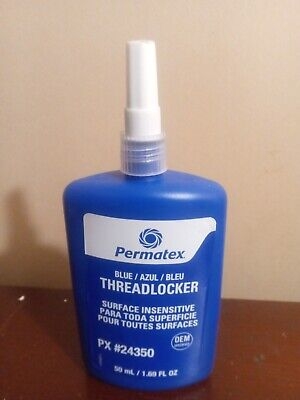 Permatex
BLUE / AZUL / BLEU
THREADLOCKER
SURFACE INSENSITIVE
PARA TODA SUPERFICIE
POUR TOUTES SURFACES
PX #24350
OEM
50 mL / 1.69 FL OZ